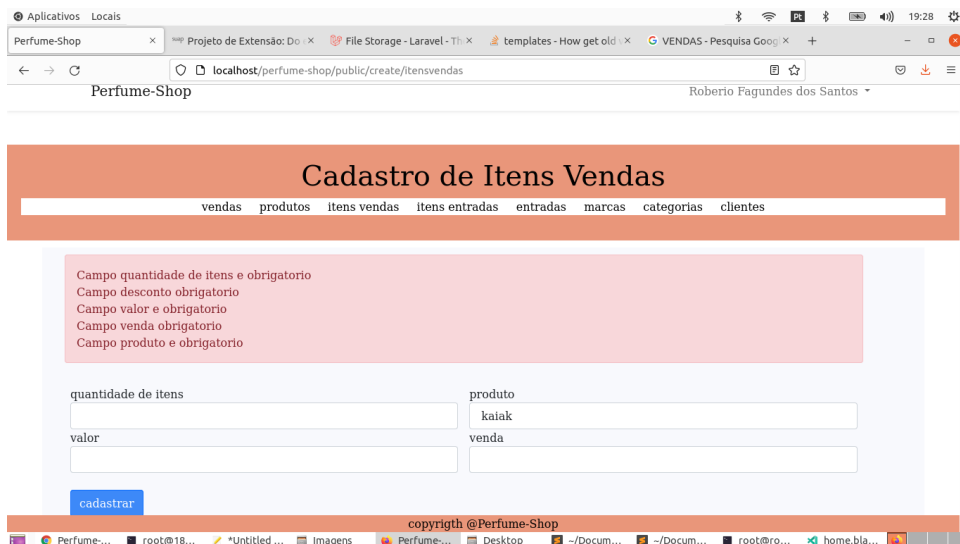 Aplicativos Locais Pt 19:28
Perfume-Shop × Projeto de Extensão: Do × File Storage - Laravel - Th × templates - How get old v × G VENDAS - Pesquisa Goog × +
localhost/perfume-shop/public/create/itensvendas
Perfume-Shop Roberio Fagundes dos Santos
Cadastro de Itens Vendas
vendas produtos itens vendas itens entradas entradas marcas categorias clientes
Campo quantidade de itens e obrigatorio
Campo desconto obrigatorio
Campo valor e obrigatorio
Campo venda obrigatorio
Campo produto e obrigatorio
quantidade de itens produto
kaiak
valor venda
cadastrar
copyrigth @Perfume-Shop
Perfume-... root@18... *Untitled ... Imagens Perfume-... Desktop ~/Docum... ~/Docum... root@ro... home.bla...